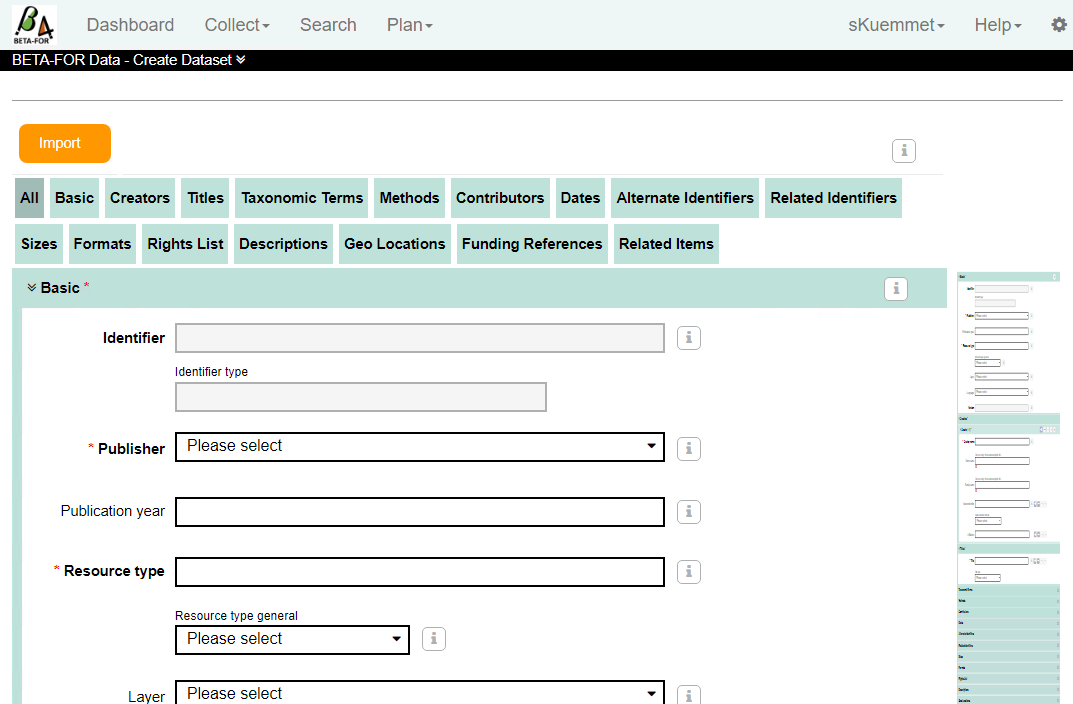 BETA-FOR
Dashboard Collect Search Plan sKuemmet Help
BETA-FOR Data - Create Dataset
Import
All Basic Creators Titles Taxonomic Terms Methods Contributors Dates Alternate Identifiers Related Identifiers
Sizes Formats Rights List Descriptions Geo Locations Funding References Related Items
Basic *
Identifier
Identifier type
* Publisher Please select
Publication year
* Resource type
Resource type general
Please select
Layer Please select